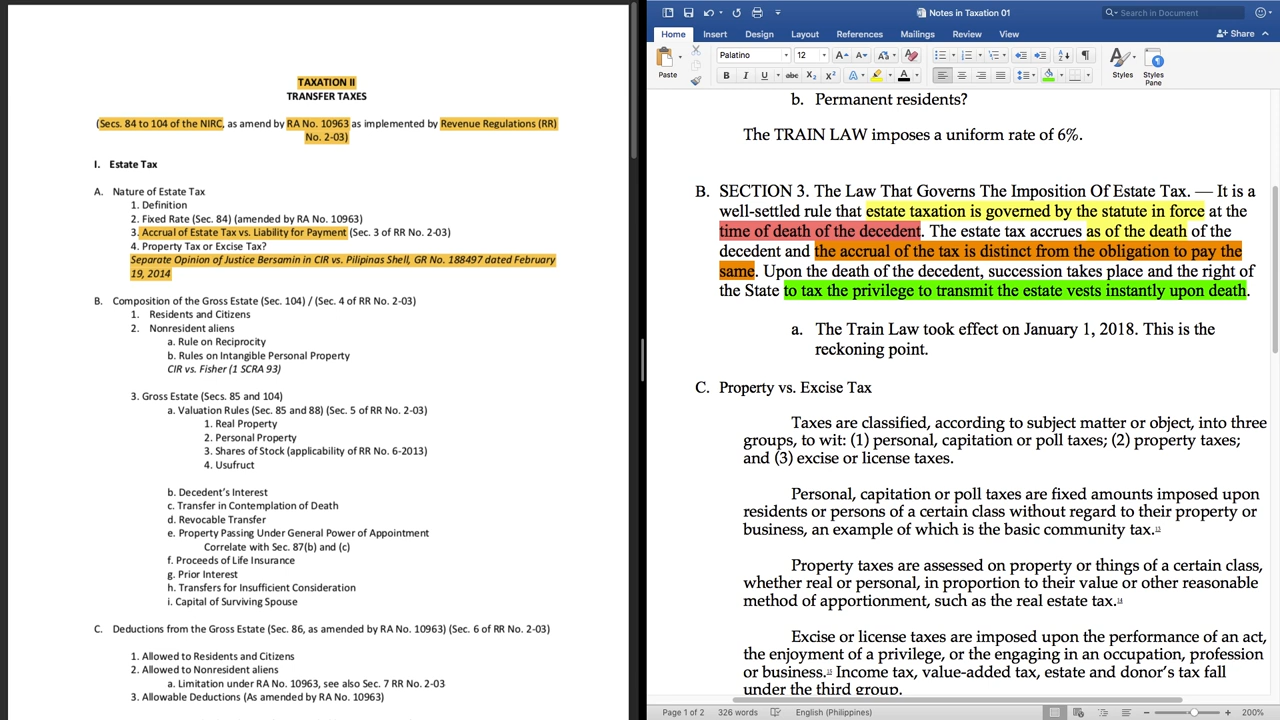 TAXATION II
TRANSFER TAXES
(Secs. 84 to 104 of the NIRC, as amend by RA No. 10963 as implemented by Revenue Regulations (RR)
No. 2-03)
I. Estate Tax
A. Nature of Estate Tax
1. Definition
2. Fixed Rate (Sec. 84) (amended by RA No. 10963)
3. Accrual of Estate Tax vs. Liability for Payment (Sec. 3 of RR No. 2-03)
4. Property Tax or Excise Tax?
Separate Opinion of Justice Bersamin in CIR vs. Pilipinas Shell, GR No. 188497 dated February
19, 2014
B. Composition of the Gross Estate (Sec. 104) / (Sec. 4 of RR No. 2-03)
1. Residents and Citizens
2. Nonresident aliens
a. Rule on Reciprocity
b. Rules on Intangible Personal Property
CIR vs. Fisher (1 SCRA 93)
3. Gross Estate (Secs. 85 and 104)
a. Valuation Rules (Sec. 85 and 88) (Sec. 5 of RR No. 2-03)
1. Real Property
2. Personal Property
3. Shares of Stock (applicability of RR No. 6-2013)
4. Usufruct
b. Decedent's Interest
c. Transfer in Contemplation of Death
d. Revocable Transfer
e. Property Passing Under General Power of Appointment
Correlate with Sec. 87(b) and (c)
f. Proceeds of Life Insurance
g. Prior Interest
h. Transfers for Insufficient Consideration
i. Capital of Surviving Spouse
C. Deductions from the Gross Estate (Sec. 86, as amended by RA No. 10963) (Sec. 6 of RR No. 2-03)
1. Allowed to Residents and Citizens
2. Allowed to Nonresident aliens
a. Limitation under RA No. 10963, see also Sec. 7 RR No. 2-03
3. Allowable Deductions (As amended by RA No. 10963)
Notes in Taxation 01
Search in Document
Home Insert Design Layout References Mailings Review View
Share
Paste
Palatino
12
B I U abc X2 X2
Styles
Styles Pane
b. Permanent residents?
The TRAIN LAW imposes a uniform rate of 6%.
B. SECTION 3. The Law That Governs The Imposition Of Estate Tax. — It is a
well-settled rule that estate taxation is governed by the statute in force at the
time of death of the decedent. The estate tax accrues as of the death of the
decedent and the accrual of the tax is distinct from the obligation to pay the
same. Upon the death of the decedent, succession takes place and the right of
the State to tax the privilege to transmit the estate vests instantly upon death.
a. The Train Law took effect on January 1, 2018. This is the
reckoning point.
C. Property vs. Excise Tax
Taxes are classified, according to subject matter or object, into three
groups, to wit: (1) personal, capitation or poll taxes; (2) property taxes;
and (3) excise or license taxes.
Personal, capitation or poll taxes are fixed amounts imposed upon
residents or persons of a certain class without regard to their property or
business, an example of which is the basic community tax.13
Property taxes are assessed on property or things of a certain class,
whether real or personal, in proportion to their value or other reasonable
method of apportionment, such as the real estate tax.14
Excise or license taxes are imposed upon the performance of an act,
the enjoyment of a privilege, or the engaging in an occupation, profession
or business.15 Income tax, value-added tax, estate and donor's tax fall
under the third group.
Page 1 of 2 326 words English (Philippines) 200%